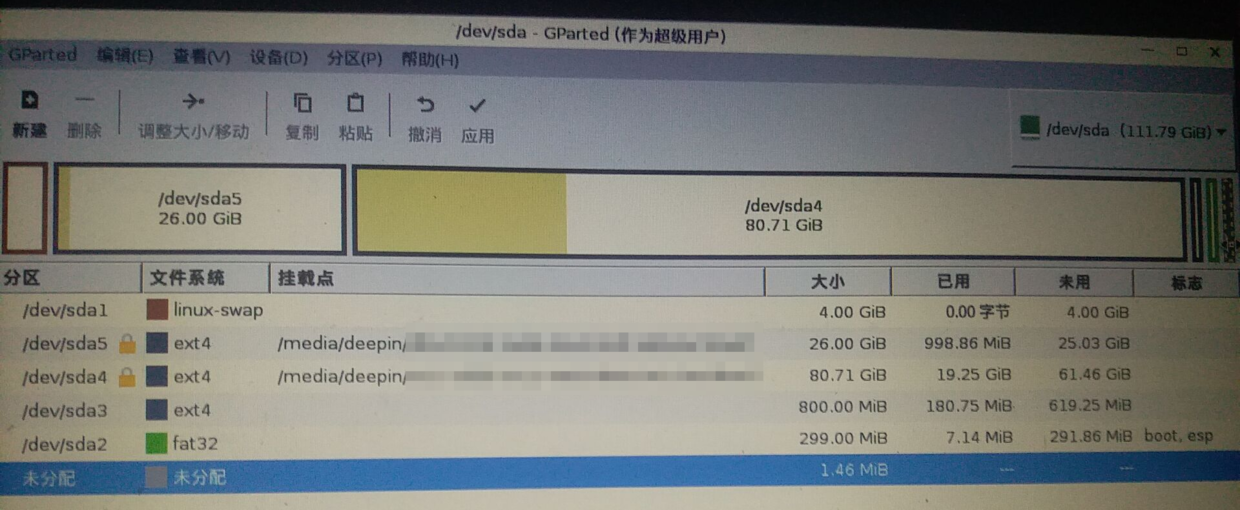 /dev/sda - GParted (作为超级用户)
GParted 编辑(E) 查看(V) 设备(D) 分区(P) 帮助(H)
新建 删除 调整大小/移动 复制 粘贴 撤消 应用
/dev/sda (111.79 GiB)
/dev/sda5
26.00 GiB
/dev/sda4
80.71 GiB
分区 文件系统 挂载点 大小 已用 未用 标志
/dev/sda1 linux-swap 4.00 GiB 0.00 字节 4.00 GiB
/dev/sda5 ext4 /media/deepin/ 26.00 GiB 998.86 MiB 25.03 GiB
/dev/sda4 ext4 /media/deepin/ 80.71 GiB 19.25 GiB 61.46 GiB
/dev/sda3 ext4 800.00 MiB 180.75 MiB 619.25 MiB
/dev/sda2 fat32 299.00 MiB 7.14 MiB 291.86 MiB boot, esp
未分配 未分配 1.46 MiB --- ---